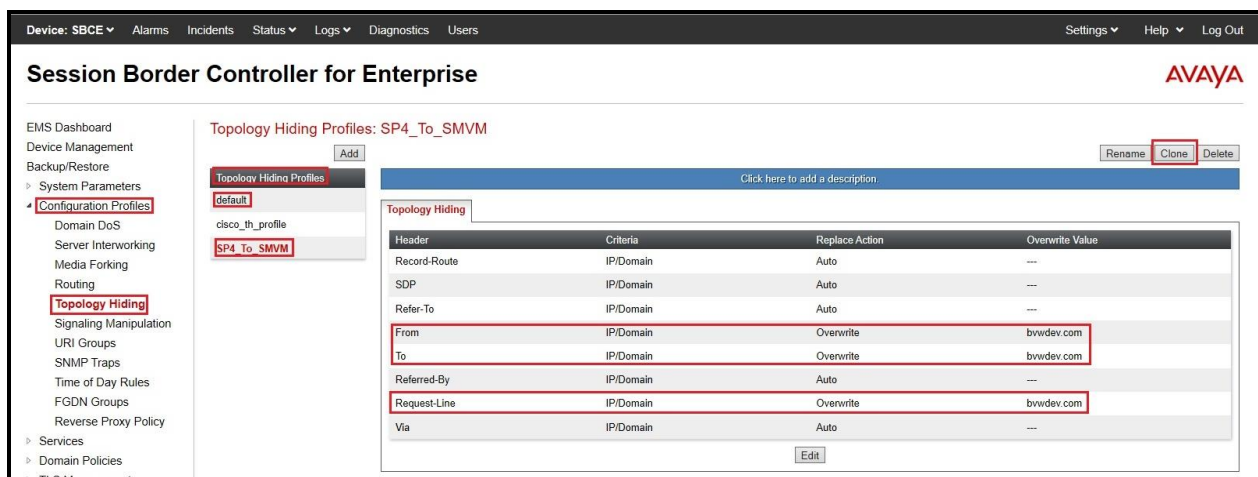 Device: SBCE Alarms Incidents Status Logs Diagnostics Users Settings Help Log Out
Session Border Controller for Enterprise
AVAYA
EMS Dashboard
Device Management
Backup/Restore
System Parameters
Configuration Profiles
Domain DoS
Server Interworking
Media Forking
Routing
Topology Hiding
Signaling Manipulation
URI Groups
SNMP Traps
Time of Day Rules
FGDN Groups
Reverse Proxy Policy
Services
Domain Policies
Topology Hiding Profiles: SP4_To_SMVM
Add
Rename Clone Delete
Topology Hiding Profiles
default
cisco_th_profile
SP4_To_SMVM
Click here to add a description.
Topology Hiding
Header Criteria Replace Action Overwrite Value
Record-Route IP/Domain Auto ---
SDP IP/Domain Auto ---
Refer-To IP/Domain Auto ---
From IP/Domain Overwrite bvwdev.com
To IP/Domain Overwrite bvwdev.com
Referred-By IP/Domain Auto ---
Request-Line IP/Domain Overwrite bvwdev.com
Via IP/Domain Auto ---
Edit